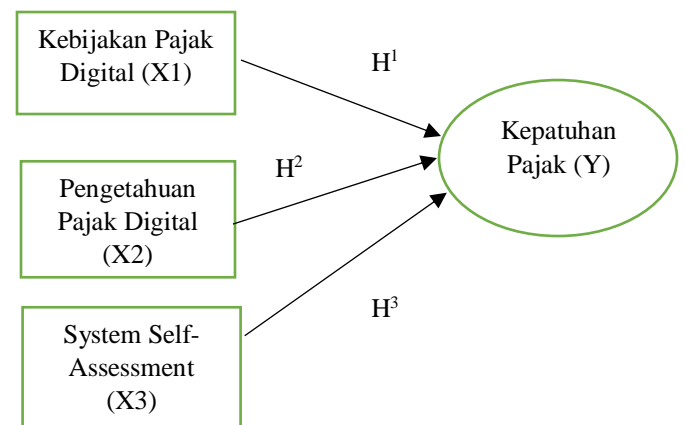 Kebijakan Pajak
Digital (X1)
H¹
Kepatuhan
Pajak (Y)
H²
Pengetahuan
Pajak Digital
(X2)
H³
System Self-
Assessment
(X3)